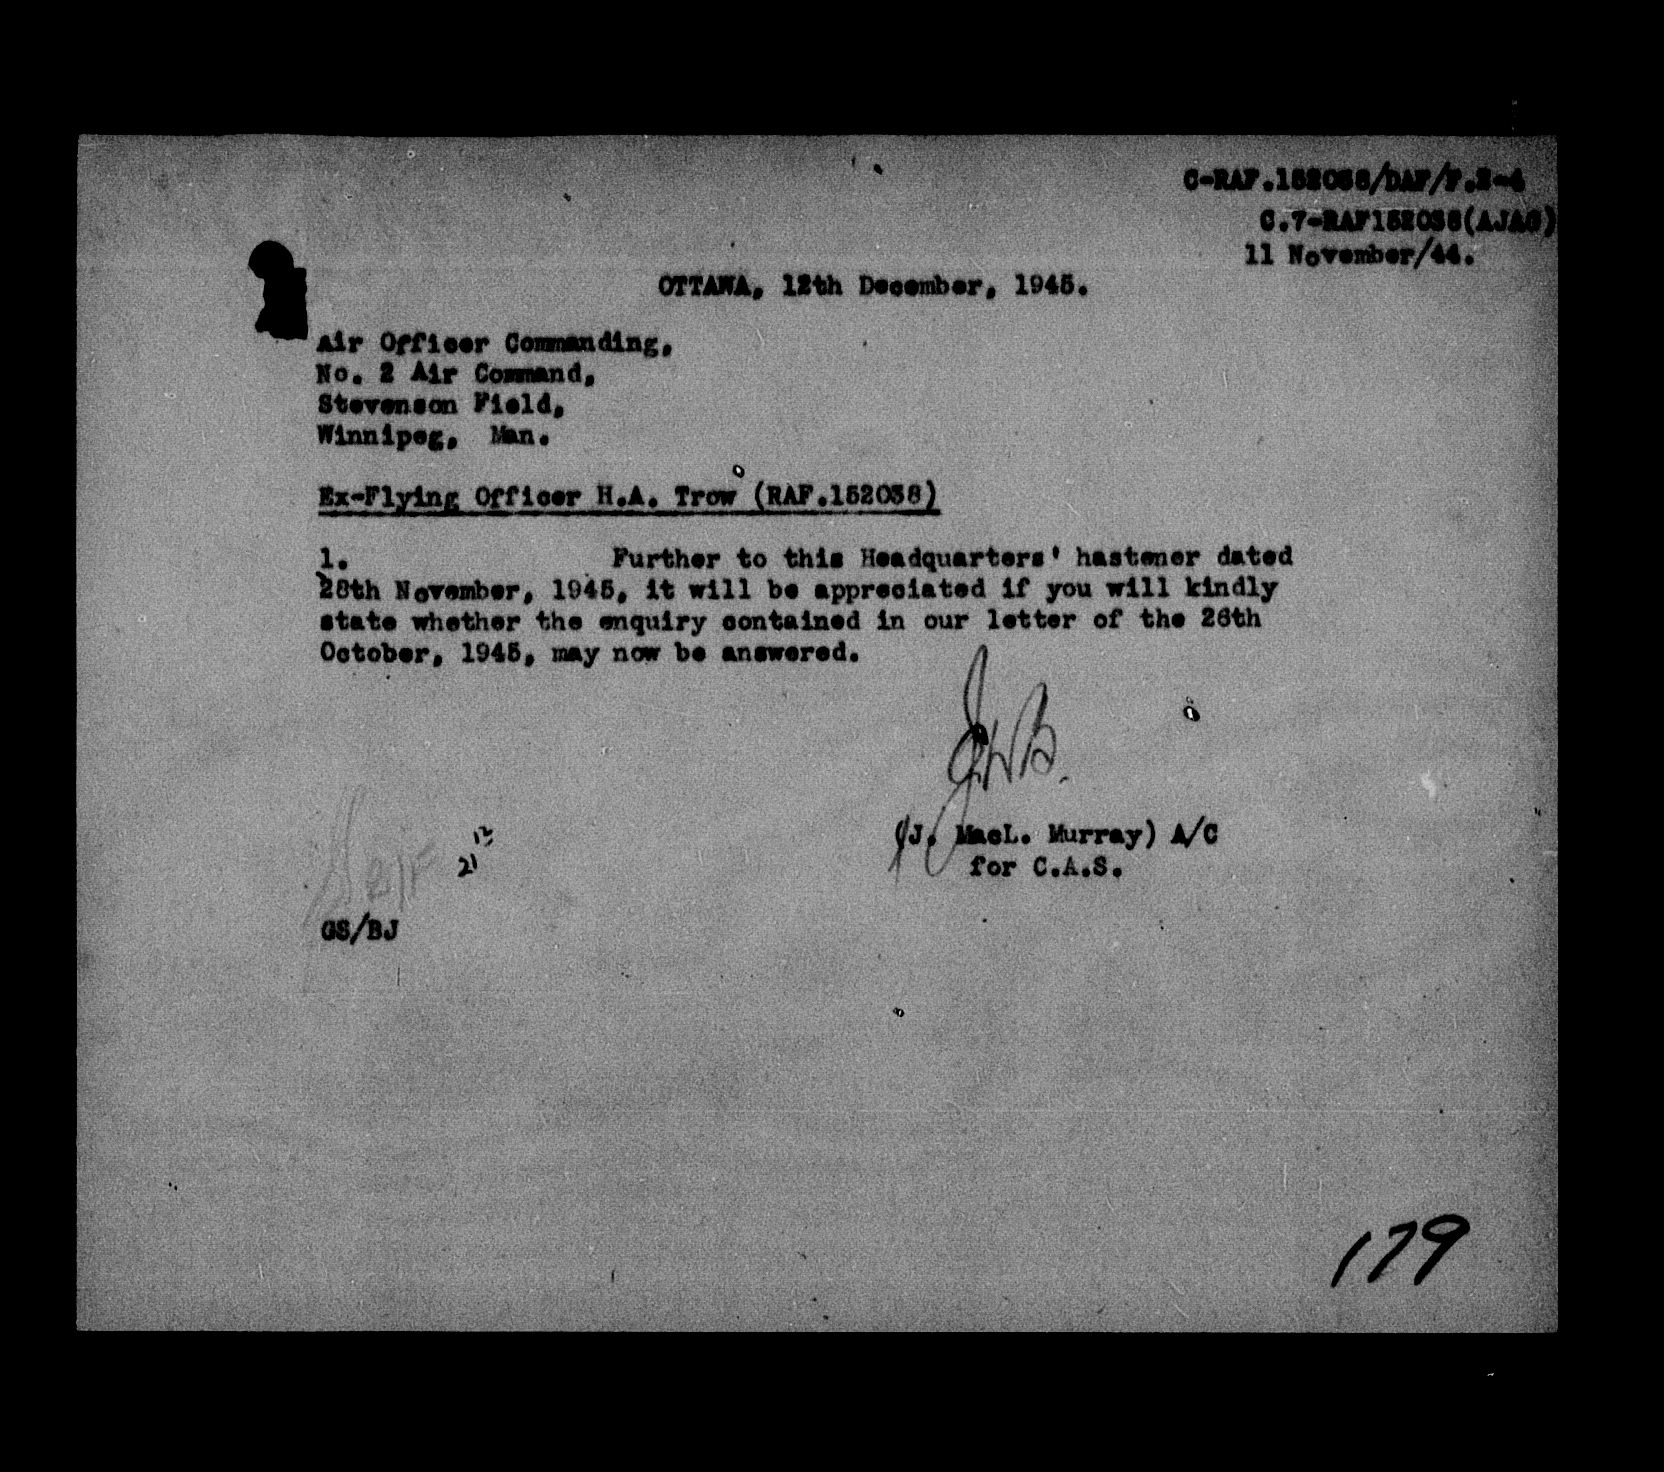 C-RAF.152038/DAF/F.2-4
C.7-RAF152038(AJAG)
11 November/44.
OTTAWA, 12th December, 1945.
Air Officer Commanding,
No. 2 Air Command,
Stevenson Field,
Winnipeg, Man.
Ex-Flying Officer H.A. Trow (RAF.152038)
1. Further to this Headquarters' hastener dated
28th November, 1945, it will be appreciated if you will kindly
state whether the enquiry contained in our letter of the 26th
October, 1945, may now be answered.
(J. MacL. Murray) A/C
for C.A.S.
21 12
GS/BJ
179